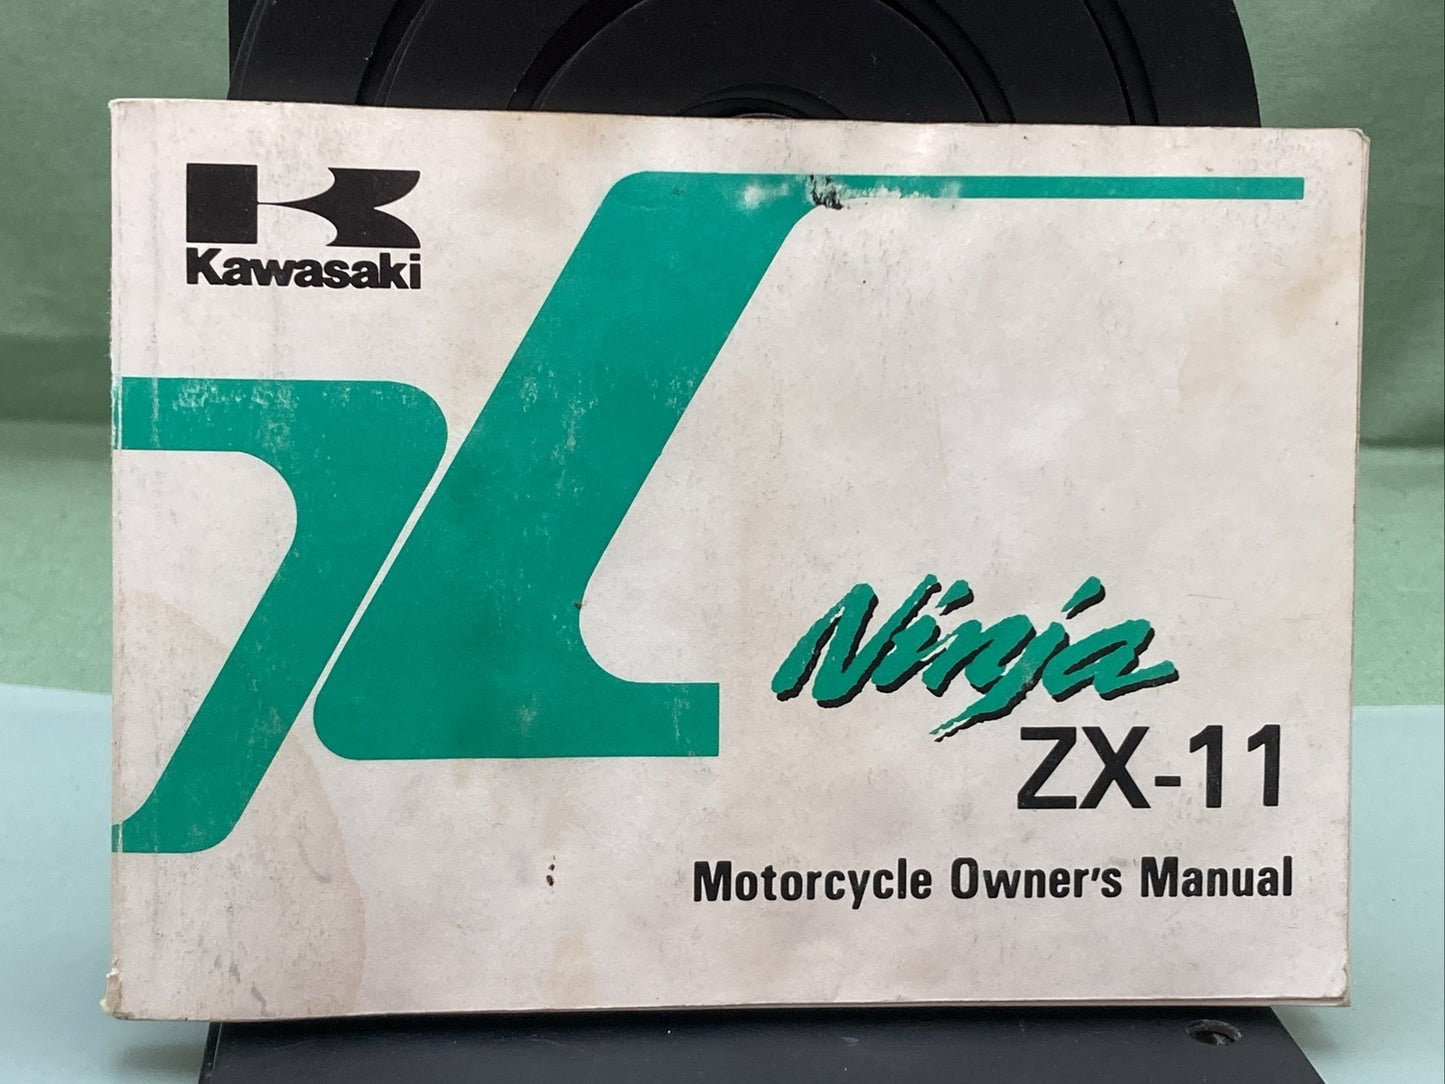 Kawasaki
Ninja
ZX-11
Motorcycle Owner's Manual